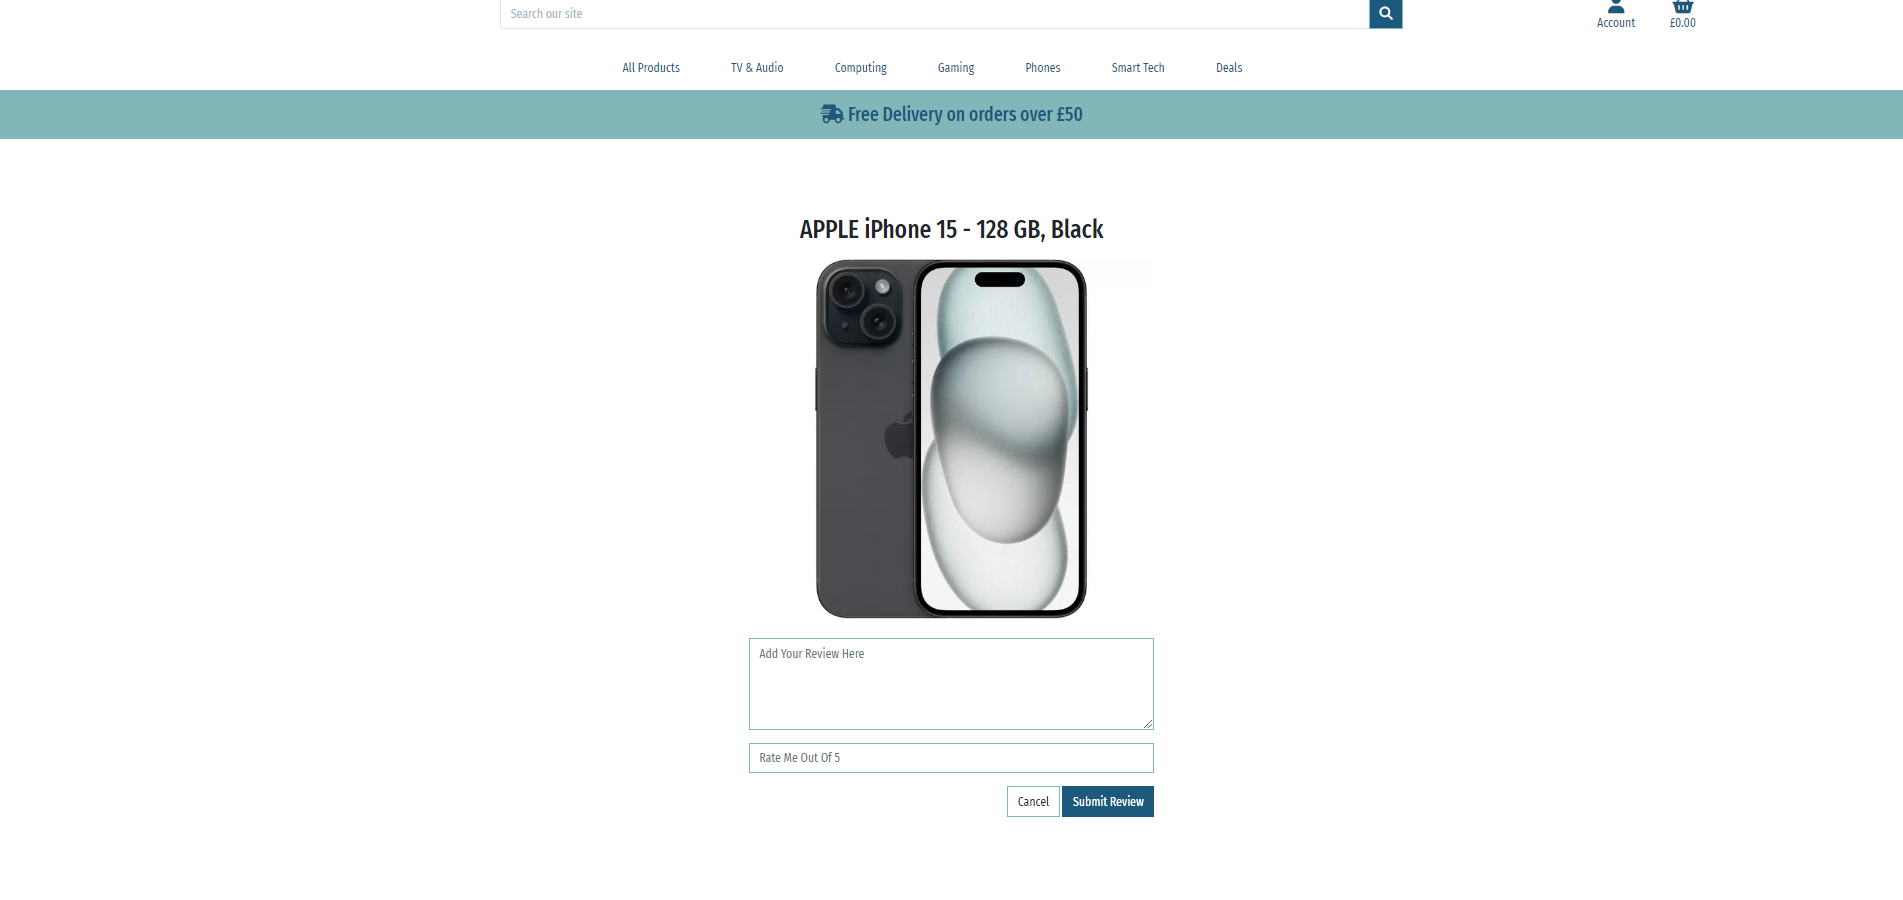 Search our site
Account
£0.00
All Products
TV & Audio
Computing
Gaming
Phones
Smart Tech
Deals
Free Delivery on orders over £50
APPLE iPhone 15 - 128 GB, Black
Add Your Review Here
Rate Me Out Of 5
Cancel
Submit Review